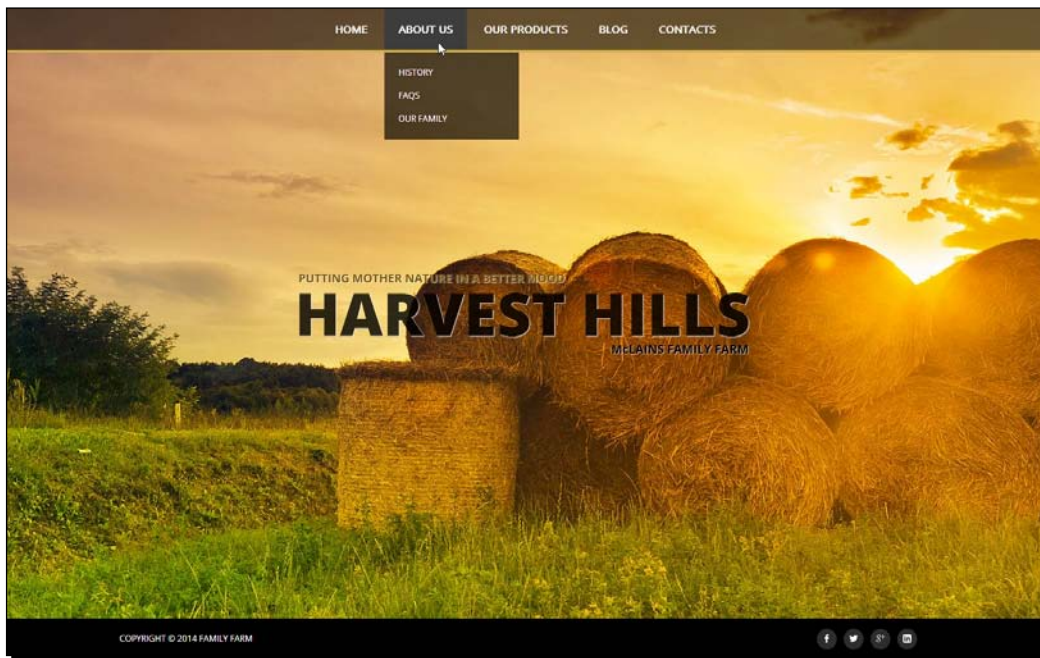 HOME ABOUT US OUR PRODUCTS BLOG CONTACTS
HISTORY
FAQS
OUR FAMILY
PUTTING MOTHER NATURE IN A BETTER MOOD
HARVEST HILLS
McLAINS FAMILY FARM
COPYRIGHT © 2014 FAMILY FARM